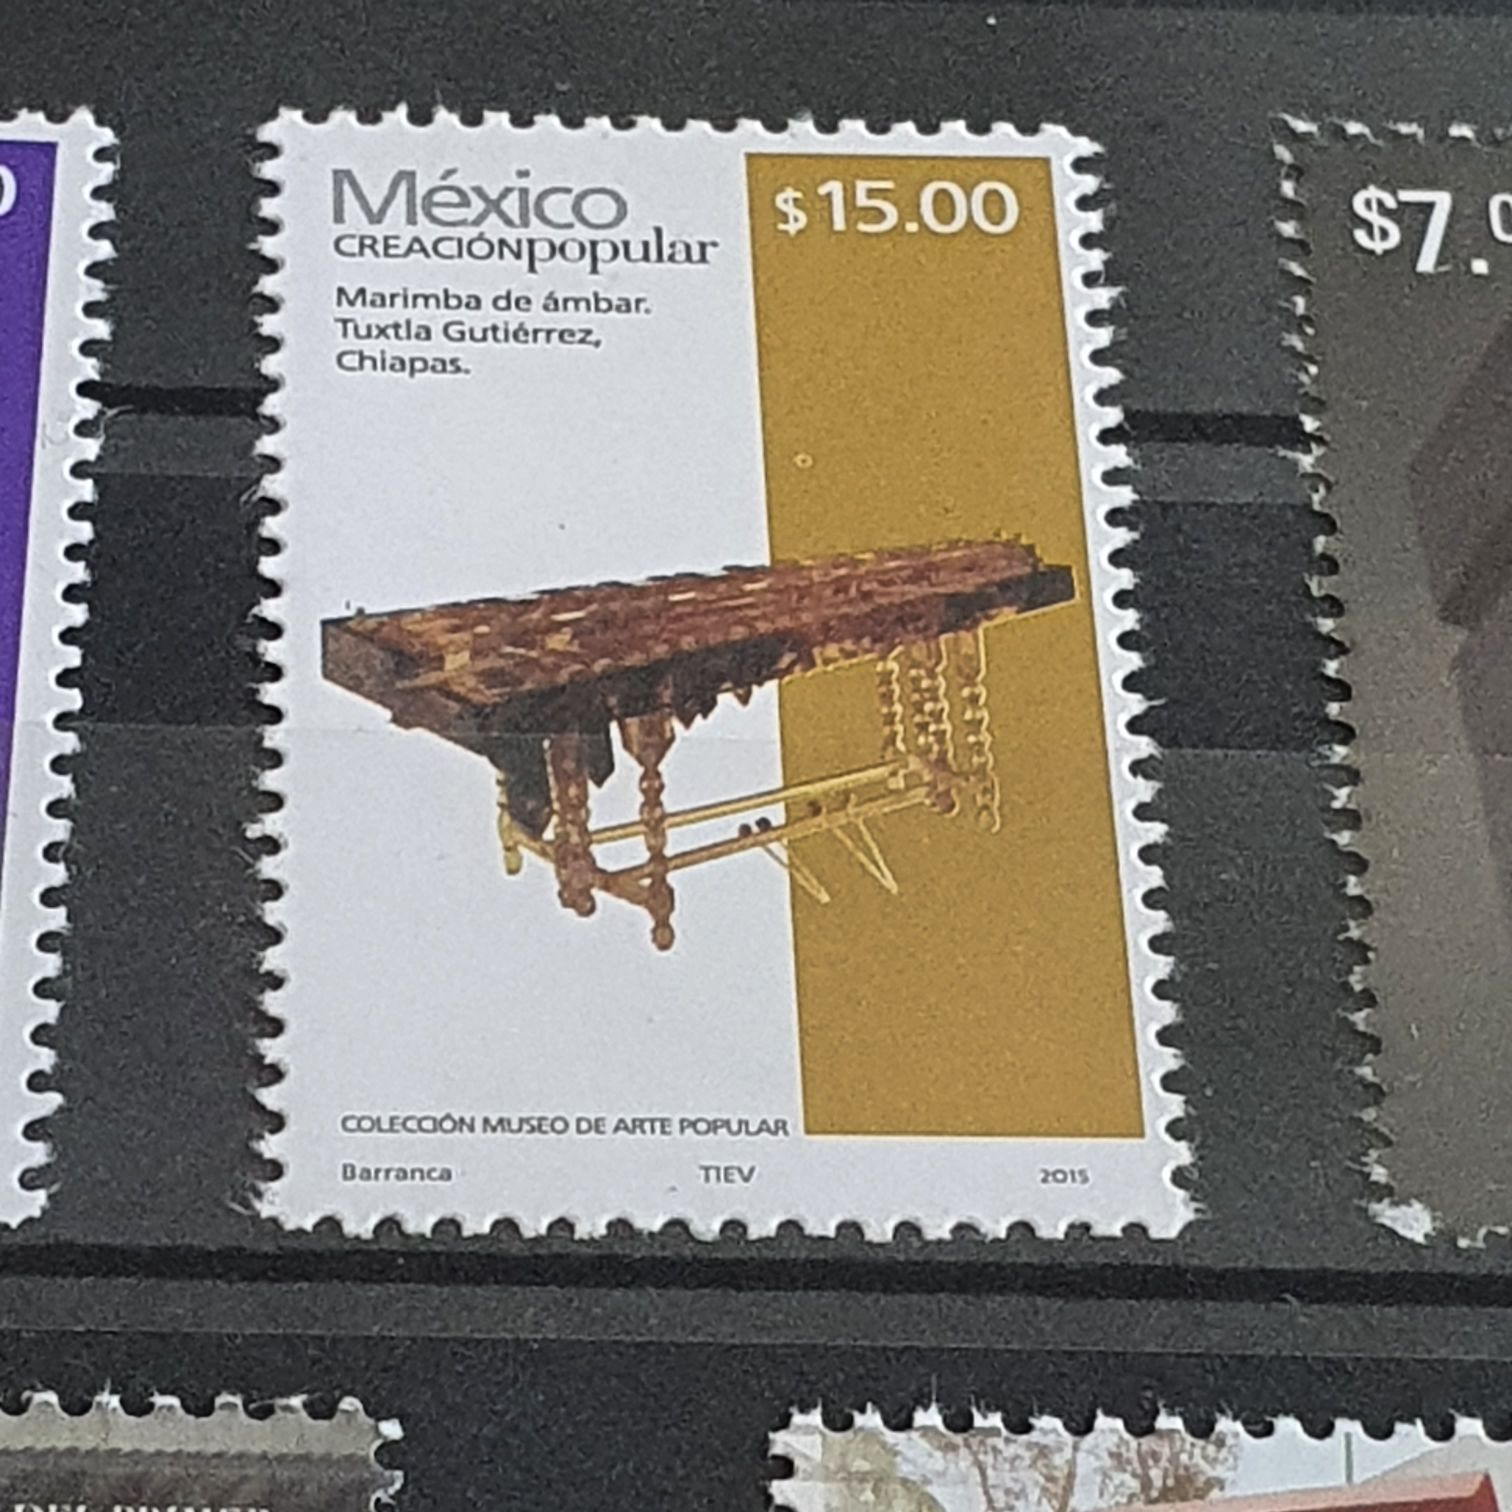 México
$15.00
CREACIÓNpopular
Marimba de ámbar.
Tuxtla Gutiérrez,
Chiapas.
COLECCIÓN MUSEO DE ARTE POPULAR
Barranca TIEV 2015
$7.